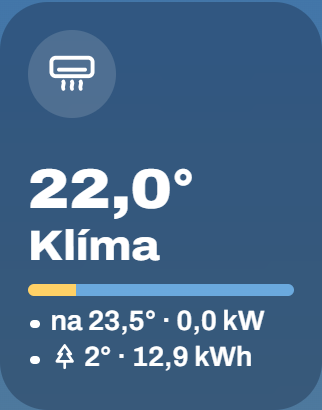 22,0°
Klíma
• na 23,5° · 0,0 kW
• 2° · 12,9 kWh